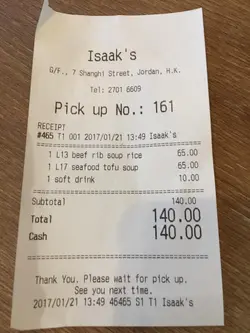 Isaak's
G/F., 7 Shanghi Street, Jordan, H.K.
Tel: 2701 6609
Pick up No.: 161
RECEIPT
#465 T1 001 2017/01/21 13:49 Isaak's
1 L13 beef rib soup rice 65.00
1 L17 seafood tofu soup 65.00
1 soft drink 10.00
Subtotal 140.00
Total 140.00
Cash 140.00
Thank You. Please wait for pick up.
See you next time.
2017/01/21 13:49 46465 S1 T1 Isaak's